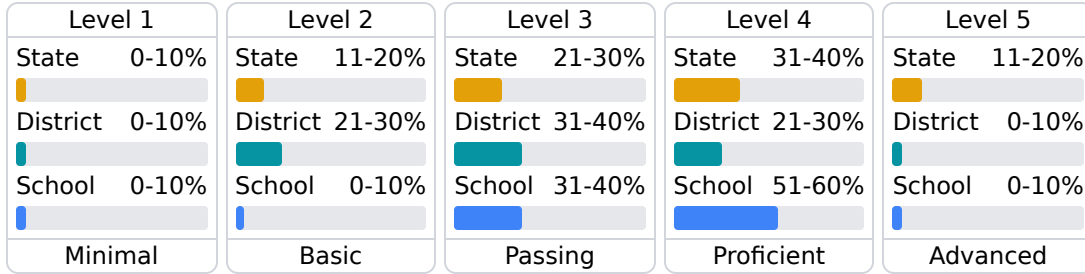 Level 1
State 0-10%
District 0-10%
School 0-10%
Minimal
Level 2
State 11-20%
District 21-30%
School 0-10%
Basic
Level 3
State 21-30%
District 31-40%
School 31-40%
Passing
Level 4
State 31-40%
District 21-30%
School 51-60%
Proficient
Level 5
State 11-20%
District 0-10%
School 0-10%
Advanced